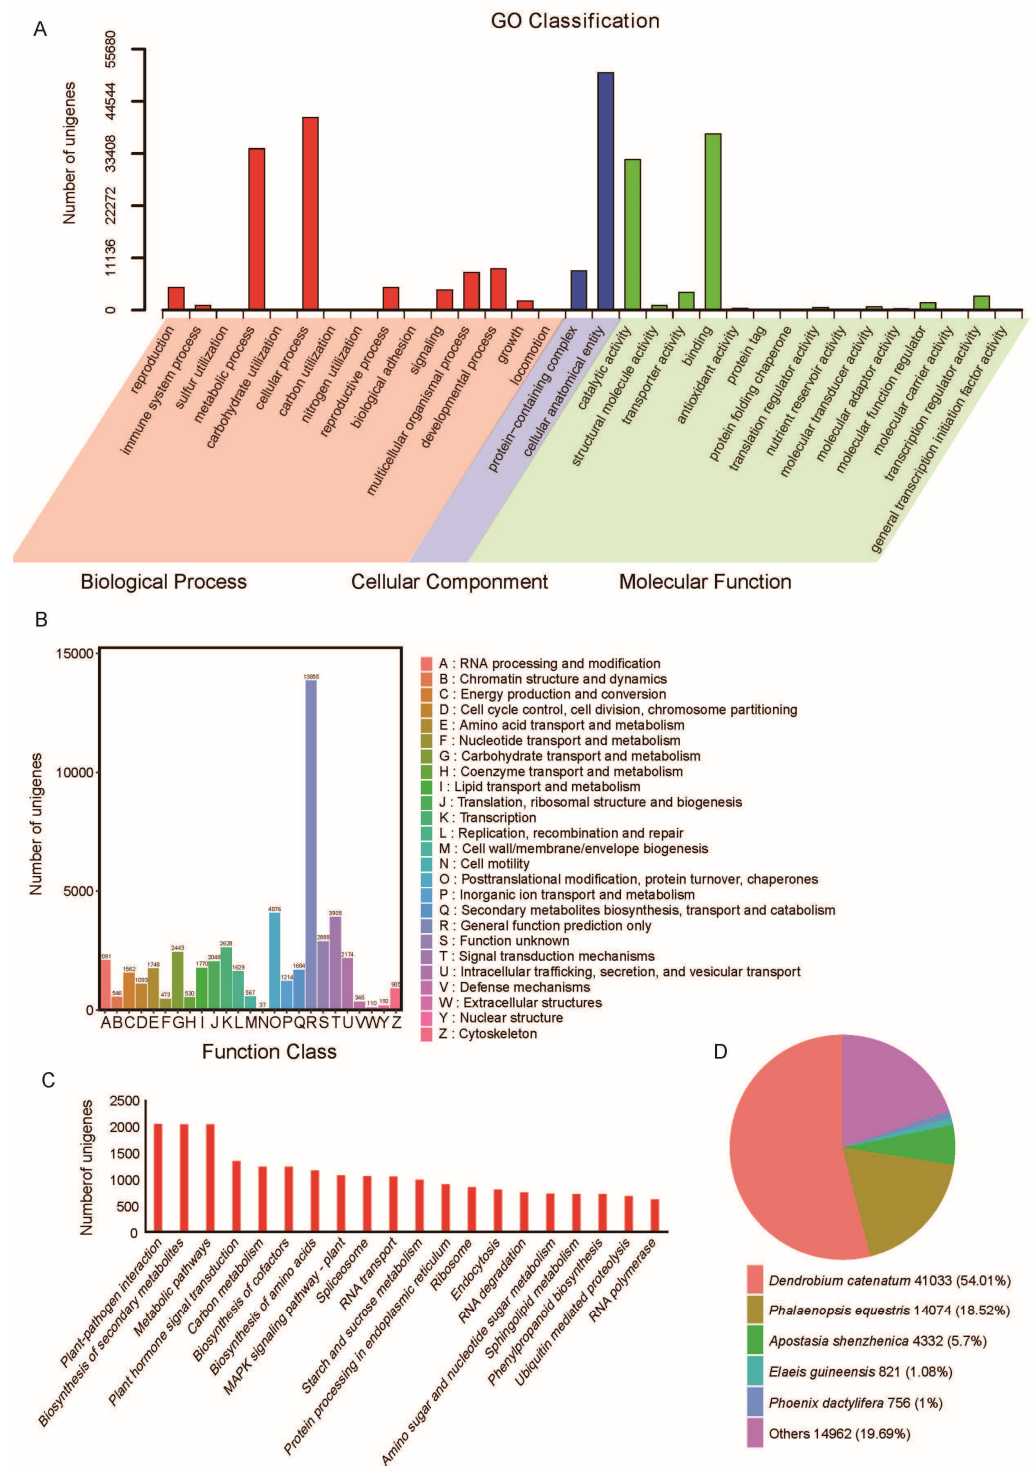 A
GO Classification
Number of unigenes
55680
44544
33408
22272
11136
0
reproduction
immune system process
sulfur utilization
metabolic process
carbohydrate utilization
cellular process
carbon utilization
nitrogen utilization
reproductive process
biological adhesion
signaling
multicellular organismal process
developmental process
growth
locomotion
protein−containing complex
cellular anatomical entity
catalytic activity
structural molecule activity
transporter activity
binding
antioxidant activity
protein tag
protein folding chaperone
translation regulator activity
nutrient reservoir activity
molecular transducer activity
molecular adaptor activity
molecular function regulator
molecular carrier activity
transcription regulator activity
general transcription initiation factor activity
Biological Process
Cellular Componment
Molecular Function
B
Number of unigenes
15000
10000
5000
0
546
1562
1093
1748
473
2443
530
1770
2048
2628
1629
567
37
4076
1214
1684
13855
2888
3905
2174
348
110
192
905
A B C D E F G H I J K L M N O P Q R S T U V W Y Z
Function Class
A : RNA processing and modification
B : Chromatin structure and dynamics
C : Energy production and conversion
D : Cell cycle control, cell division, chromosome partitioning
E : Amino acid transport and metabolism
F : Nucleotide transport and metabolism
G : Carbohydrate transport and metabolism
H : Coenzyme transport and metabolism
I : Lipid transport and metabolism
J : Translation, ribosomal structure and biogenesis
K : Transcription
L : Replication, recombination and repair
M : Cell wall/membrane/envelope biogenesis
N : Cell motility
O : Posttranslational modification, protein turnover, chaperones
P : Inorganic ion transport and metabolism
Q : Secondary metabolites biosynthesis, transport and catabolism
R : General function prediction only
S : Function unknown
T : Signal transduction mechanisms
U : Intracellular trafficking, secretion, and vesicular transport
V : Defense mechanisms
W : Extracellular structures
Y : Nuclear structure
Z : Cytoskeleton
C
Numberof unigenes
2500
2000
1500
1000
500
0
Plant-pathogen interaction
Biosynthesis of secondary metabolites
Metabolic pathways
Plant hormone signal transduction
Carbon metabolism
Biosynthesis of cofactors
Biosynthesis of amino acids
MAPK signaling pathway - plant
Spliceosome
RNA transport
Starch and sucrose metabolism
Protein processing in endoplasmic reticulum
Ribosome
Endocytosis
RNA degradation
Amino sugar and nucleotide sugar metabolism
Sphingolipid metabolism
Phenylpropanoid biosynthesis
Ubiquitin mediated proteolysis
RNA polymerase
D
Dendrobium catenatum 41033 (54.01%)
Phalaenopsis equestris 14074 (18.52%)
Apostasia shenzhenica 4332 (5.7%)
Elaeis guineensis 821 (1.08%)
Phoenix dactylifera 756 (1%)
Others 14962 (19.69%)